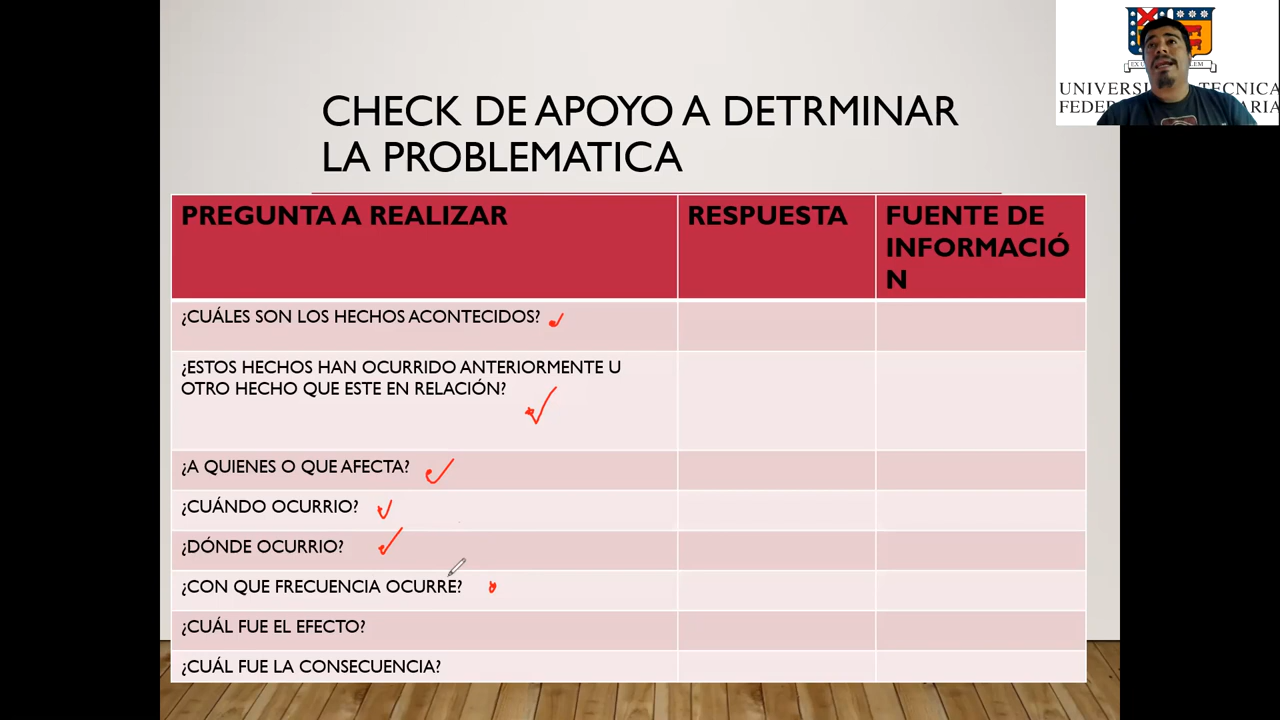 CHECK DE APOYO A DETRMINAR
LA PROBLEMATICA
PREGUNTA A REALIZAR
RESPUESTA
FUENTE DE
INFORMACIÓ
N
¿CUÁLES SON LOS HECHOS ACONTECIDOS?
¿ESTOS HECHOS HAN OCURRIDO ANTERIORMENTE U
OTRO HECHO QUE ESTE EN RELACIÓN?
¿A QUIENES O QUE AFECTA?
¿CUÁNDO OCURRIO?
¿DÓNDE OCURRIO?
¿CON QUE FRECUENCIA OCURRE?
¿CUÁL FUE EL EFECTO?
¿CUÁL FUE LA CONSECUENCIA?